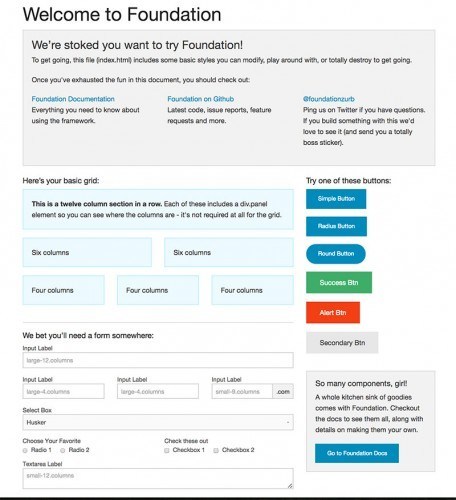 Welcome to Foundation
We're stoked you want to try Foundation!
To get going, this file (index.html) includes some basic styles you can modify, play around with, or totally destroy to get going.
Once you've exhausted the fun in this document, you should check out:
Foundation Documentation
Everything you need to know about
using the framework.
Foundation on Github
Latest code, issue reports, feature
requests and more.
@foundationzurb
Ping us on Twitter if you have questions.
If you build something with this we'd
love to see it (and send you a totally
boss sticker).
Here's your basic grid:
This is a twelve column section in a row. Each of these includes a div.panel
element so you can see where the columns are - it's not required at all for the grid.
Six columns
Six columns
Four columns
Four columns
Four columns
We bet you'll need a form somewhere:
Input Label
large-12.columns
Input Label
large-4.columns
Input Label
large-4.columns
Input Label
small-9.columns
.com
Select Box
Husker
Choose Your Favorite
Radio 1
Radio 2
Check these out
Checkbox 1
Checkbox 2
Textarea Label
small-12.columns
Try one of these buttons:
Simple Button
Radius Button
Round Button
Success Btn
Alert Btn
Secondary Btn
So many components, girl!
A whole kitchen sink of goodies
comes with Foundation. Checkout
the docs to see them all, along with
details on making them your own.
Go to Foundation Docs